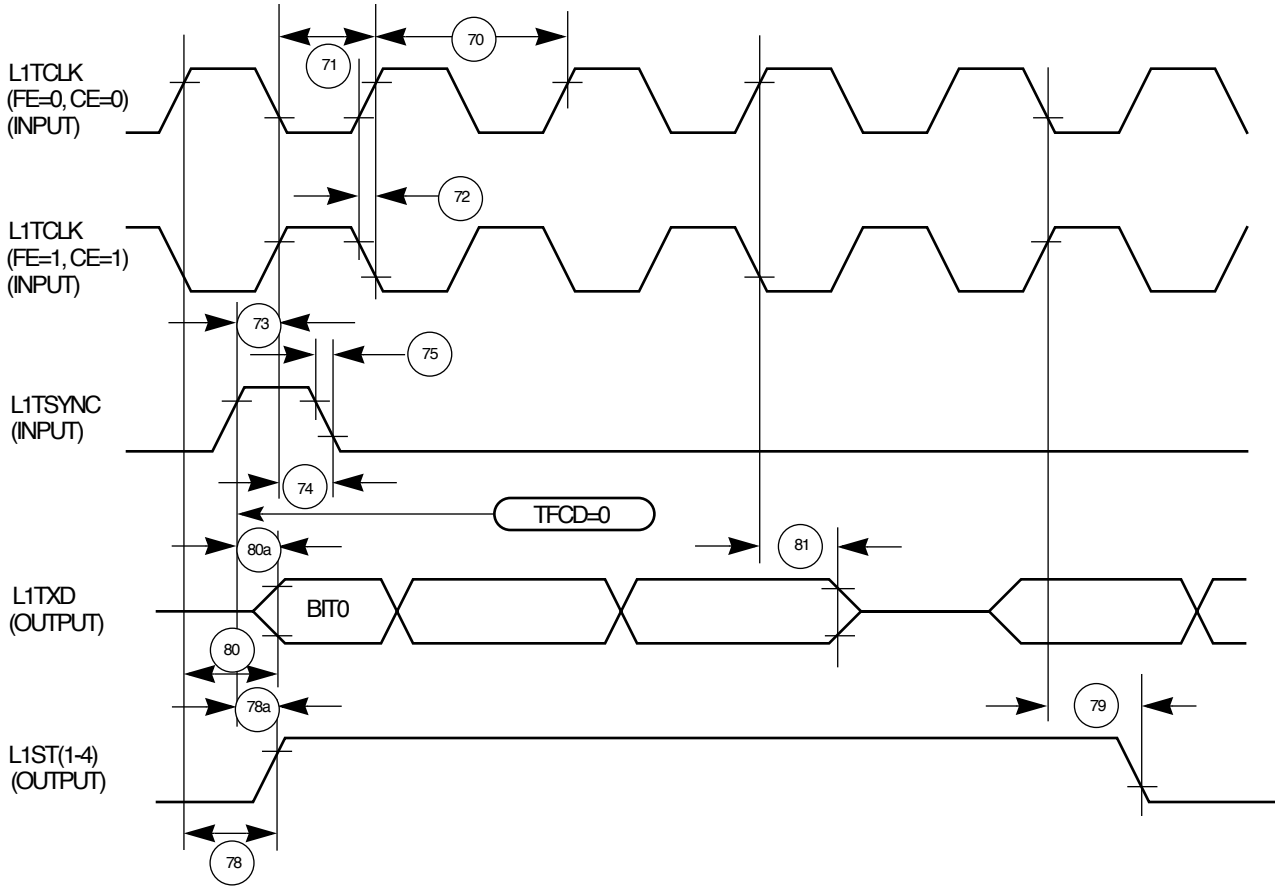 70
71
L1TCLK
(FE=0, CE=0)
(INPUT)
72
L1TCLK
(FE=1, CE=1)
(INPUT)
73
75
L1TSYNC
(INPUT)
74
TFCD=0
80a
81
L1TXD
(OUTPUT)
BIT0
80
78a
79
L1ST(1-4)
(OUTPUT)
78